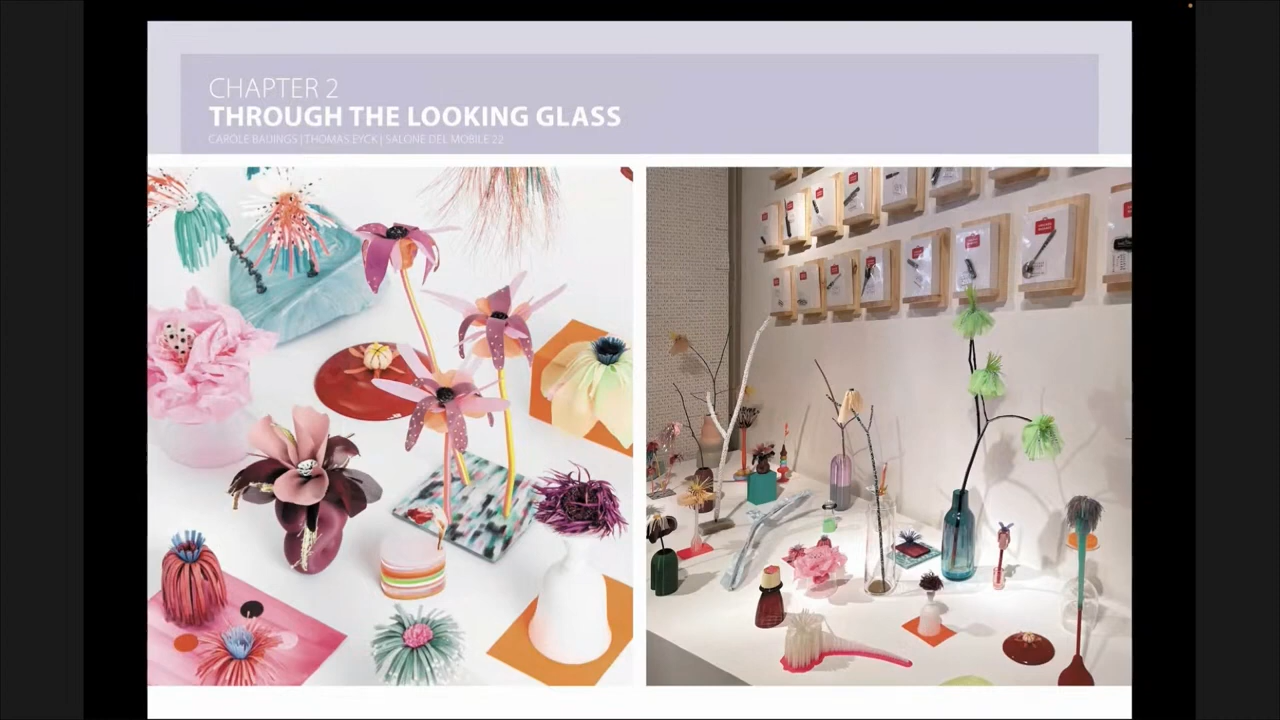 CHAPTER 2
THROUGH THE LOOKING GLASS
CAROLE BAIJINGS | THOMAS EYCK | SALONE DEL MOBILE 22